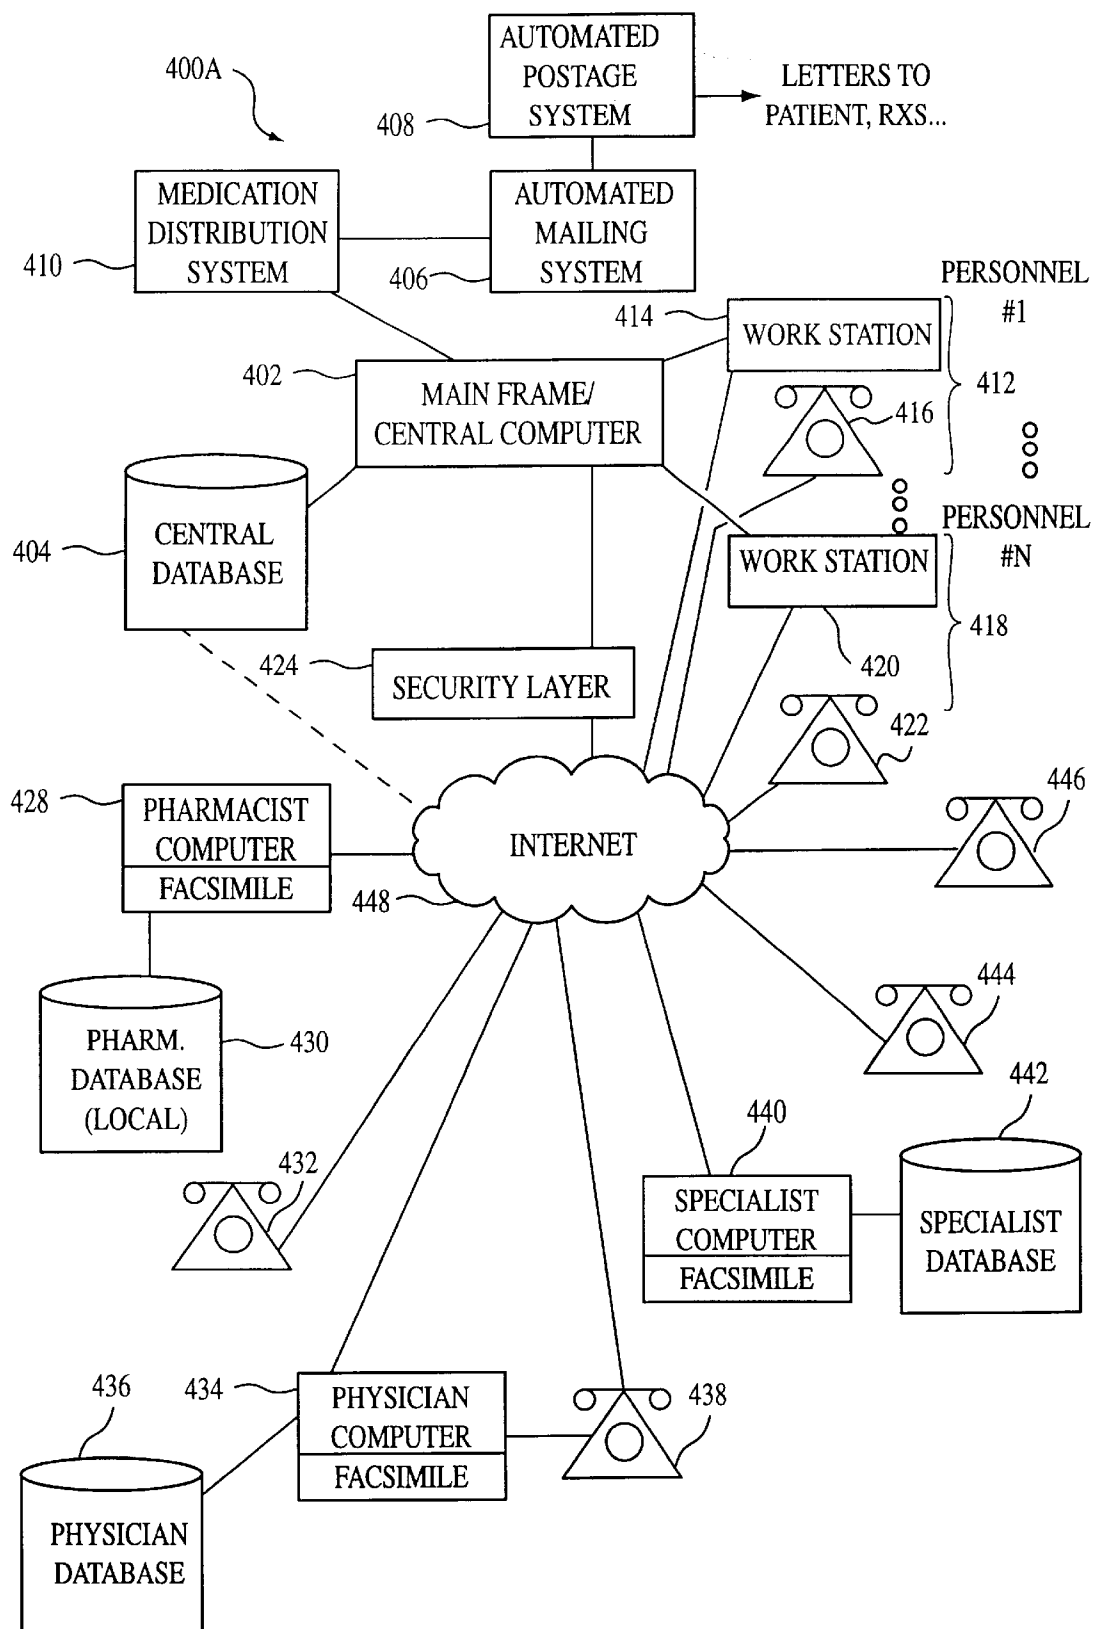 AUTOMATED
POSTAGE
SYSTEM
408
400A
LETTERS TO
PATIENT, RXS...
MEDICATION
DISTRIBUTION
SYSTEM
410
AUTOMATED
MAILING
SYSTEM
406
PERSONNEL
#1
414
WORK STATION
412
416
402
MAIN FRAME/
CENTRAL COMPUTER
CENTRAL
DATABASE
404
PERSONNEL
#N
WORK STATION
418
420
422
424
SECURITY LAYER
428
PHARMACIST
COMPUTER
FACSIMILE
INTERNET
448
446
444
PHARM.
DATABASE
(LOCAL)
430
432
440
SPECIALIST
COMPUTER
FACSIMILE
442
SPECIALIST
DATABASE
436
434
PHYSICIAN
COMPUTER
FACSIMILE
438
PHYSICIAN
DATABASE